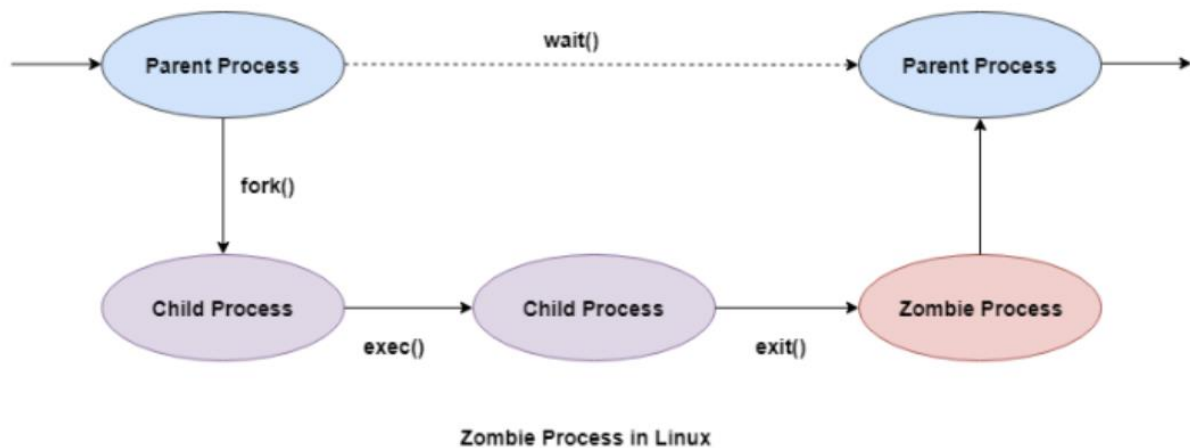 wait()
Parent Process
Parent Process
fork()
Child Process
Child Process
Zombie Process
exec()
exit()
Zombie Process in Linux